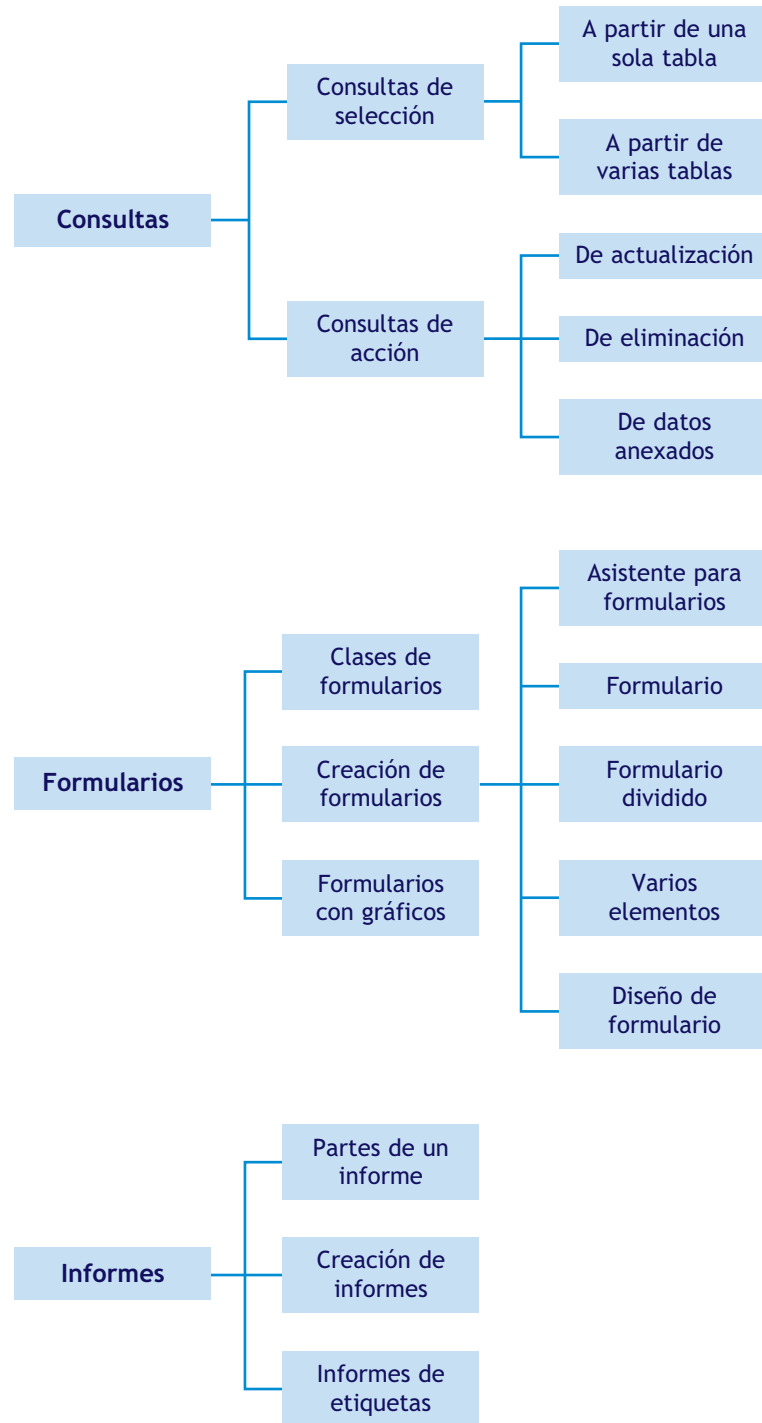 Consultas
Consultas de
selección
A partir de una
sola tabla
A partir de
varias tablas
Consultas de
acción
De actualización
De eliminación
De datos
anexados
Formularios
Clases de
formularios
Creación de
formularios
Asistente para
formularios
Formulario
Formulario
dividido
Varios
elementos
Diseño de
formulario
Formularios
con gráficos
Informes
Partes de un
informe
Creación de
informes
Informes de
etiquetas